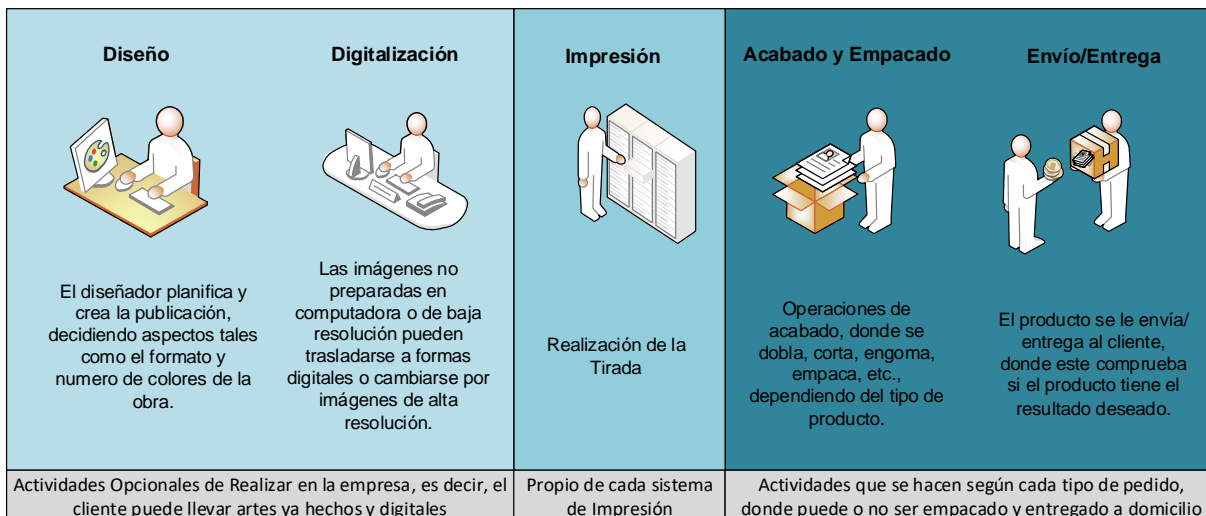 Diseño
El diseñador planifica y
crea la publicación,
decidiendo aspectos tales
como el formato y
numero de colores de la
obra.
Digitalización
Las imágenes no
preparadas en
computadora o de baja
resolución pueden
trasladarse a formas
digitales o cambiarse por
imágenes de alta
resolución.
Impresión
Realización de la
Tirada
Acabado y Empacado
Operaciones de
acabado, donde se
dobla, corta, engoma,
empaca, etc.,
dependiendo del tipo de
producto.
Envío/Entrega
El producto se le envía/
entrega al cliente,
donde este comprueba
si el producto tiene el
resultado deseado.
Actividades Opcionales de Realizar en la empresa, es decir, el
cliente puede llevar artes ya hechos y digitales
Propio de cada sistema
de Impresión
Actividades que se hacen según cada tipo de pedido,
donde puede o no ser empacado y entregado a domicilio